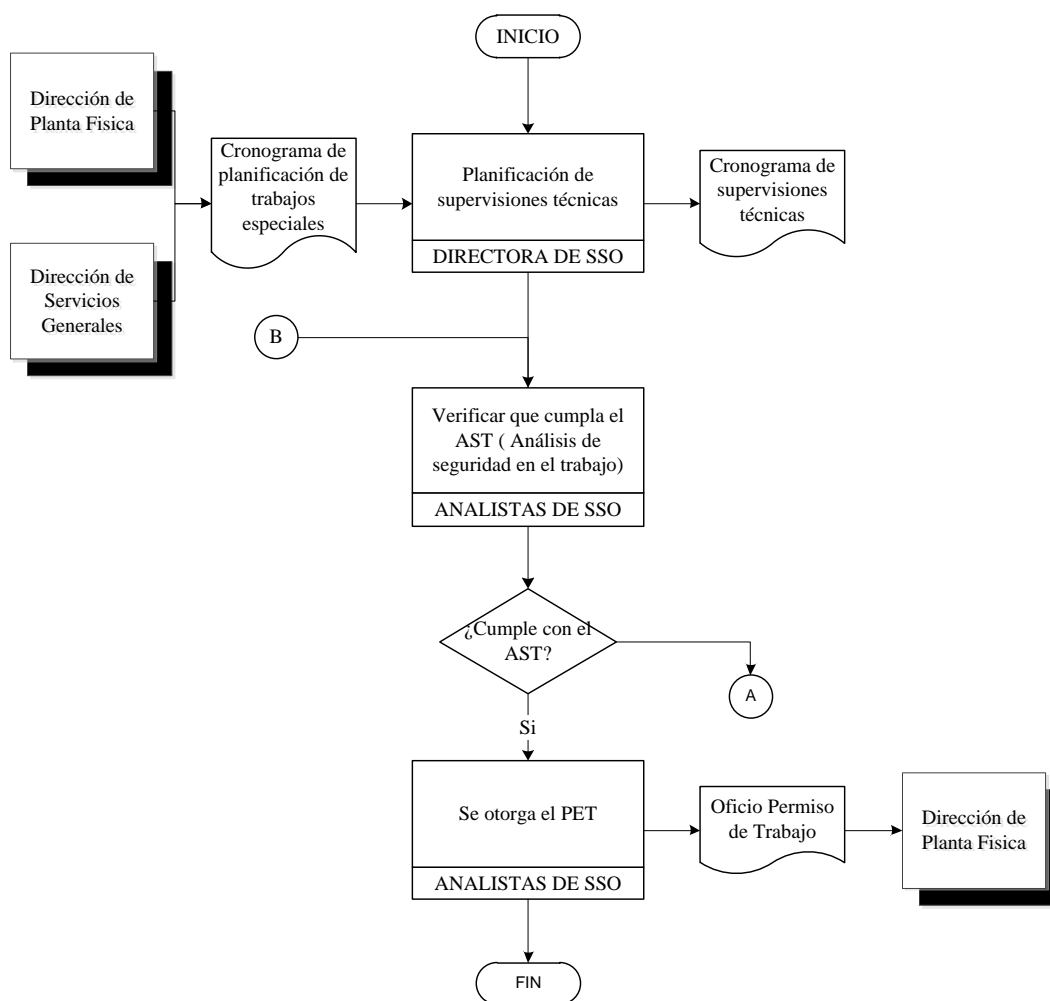 INICIO
Dirección de
Planta Fisica
Cronograma de
planificación de
trabajos
especiales
Planificación de
supervisiones técnicas
DIRECTORA DE SSO
Cronograma de
supervisiones
técnicas
Dirección de
Servicios
Generales
B
Verificar que cumpla el
AST ( Análisis de
seguridad en el trabajo)
ANALISTAS DE SSO
¿Cumple con el
AST?
A
Si
Se otorga el PET
ANALISTAS DE SSO
Oficio Permiso
de Trabajo
Dirección de
Planta Fisica
FIN